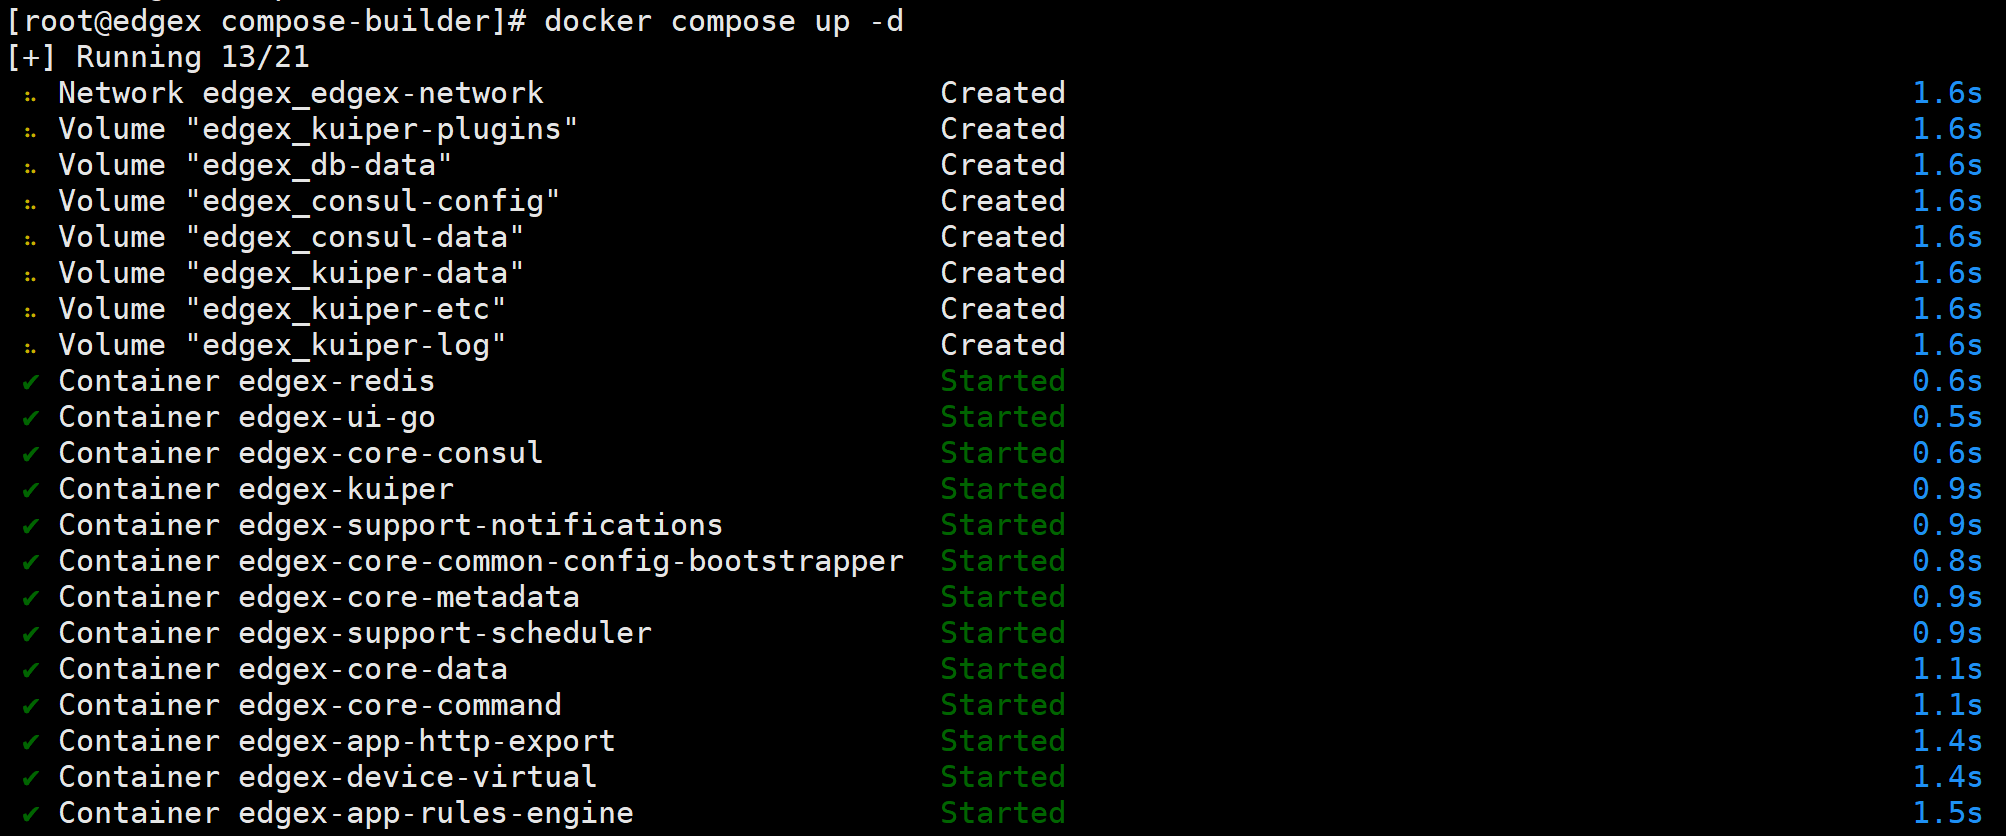 [root@edgex compose-builder]# docker compose up -d
[+] Running 13/21
⠦ Network edgex_edgex-network Created 1.6s
⠦ Volume "edgex_kuiper-plugins" Created 1.6s
⠦ Volume "edgex_db-data" Created 1.6s
⠦ Volume "edgex_consul-config" Created 1.6s
⠦ Volume "edgex_consul-data" Created 1.6s
⠦ Volume "edgex_kuiper-data" Created 1.6s
⠦ Volume "edgex_kuiper-etc" Created 1.6s
⠦ Volume "edgex_kuiper-log" Created 1.6s
✔ Container edgex-redis Started 0.6s
✔ Container edgex-ui-go Started 0.5s
✔ Container edgex-core-consul Started 0.6s
✔ Container edgex-kuiper Started 0.9s
✔ Container edgex-support-notifications Started 0.9s
✔ Container edgex-core-common-config-bootstrapper Started 0.8s
✔ Container edgex-core-metadata Started 0.9s
✔ Container edgex-support-scheduler Started 0.9s
✔ Container edgex-core-data Started 1.1s
✔ Container edgex-core-command Started 1.1s
✔ Container edgex-app-http-export Started 1.4s
✔ Container edgex-device-virtual Started 1.4s
✔ Container edgex-app-rules-engine Started 1.5s